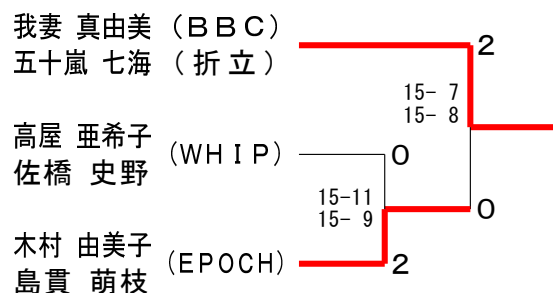 我妻 真由美 (BBC)
五十嵐 七海 (折立)
2
15- 7
15- 8
高屋 亜希子
佐橋 史野
(WHIP)
0
15-11
15- 9
0
木村 由美子
島貫 萌枝
(EPOCH)
2